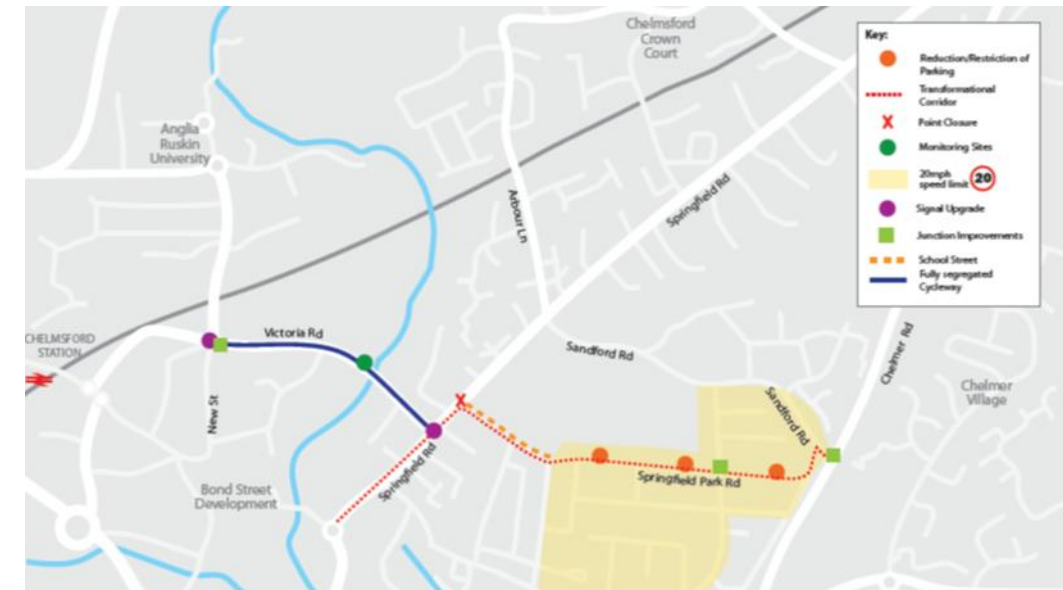 Chelmsford
Crown
Court
Key:
Reduction/Restriction of
Parking
Transformational
Corridor
Point Closure
Monitoring Sites
20mph
speed limit 20
Signal Upgrade
Junction Improvements
School Street
Fully segregated
Cycleway
Anglia
Ruskin
University
Arbour Ln
Springfield Rd
CHELMSFORD
STATION
Victoria Rd
Sandford Rd
Chelmer Rd
Chelmer
Village
New St
Sandford Rd
Springfield Rd
Springfield Park Rd
Bond Street
Development